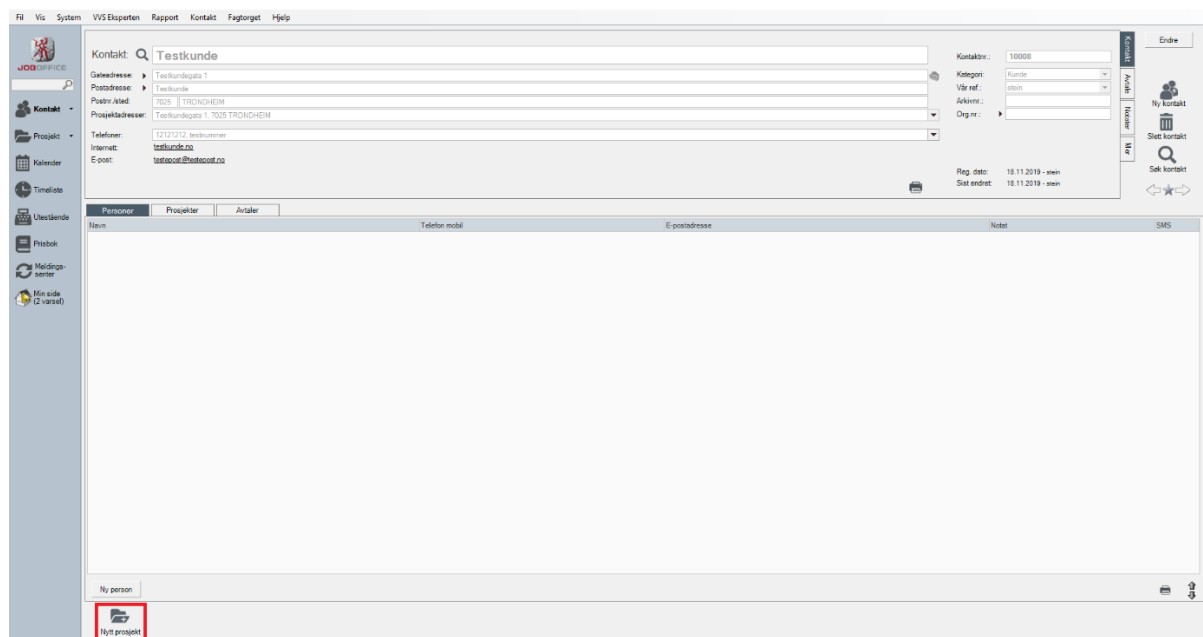 Fil Vis System VVS Eksperten Rapport Kontakt Fagtorget Hjelp
JOBOFFICE
Kontakt
Prosjekt
Kalender
Timeliste
Utestående
Prisbok
Meldings-
senter
Min side
(2 varsel)
Kontakt: Testkunde
Gateadresse: Testkundegata 1
Postadresse: Testkunde
Postnr./sted: 7025 TRONDHEIM
Prosjektadresser: Testkundegata 1, 7025 TRONDHEIM
Telefoner: 12121212, testnummer
Internett: testkunde.no
E-post: testepost@testepost.no
Kontaktnr.: 10008
Kategori: Kunde
Vår ref.: stein
Arkivnr.:
Org.nr.:
Reg. dato: 18.11.2019 - stein
Sist endret: 18.11.2019 - stein
Kontakt
Avtale
Notater
Mer
Endre
Ny kontakt
Slett kontakt
Søk kontakt
Personer Prosjekter Avtaler
Navn Telefon mobil E-postadresse Notat SMS
Ny person
Nytt prosjekt